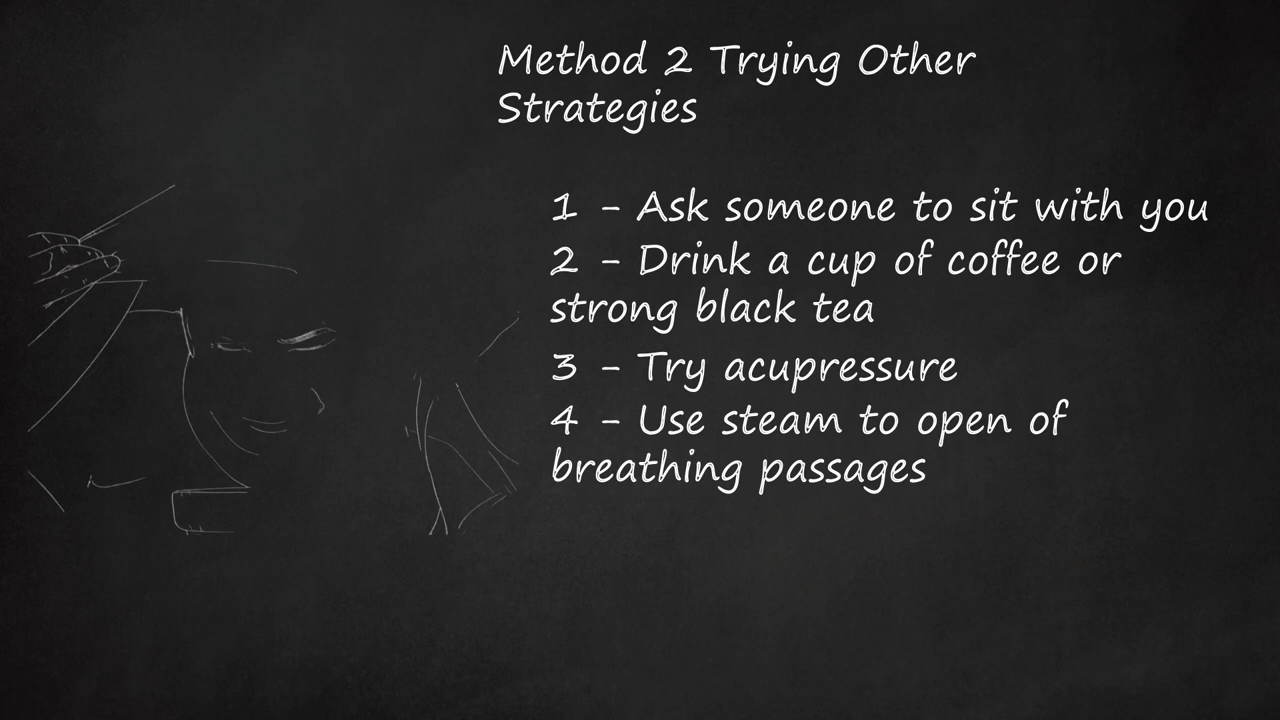 Method 2 Trying Other
Strategies
1 - Ask someone to sit with you
2 - Drink a cup of coffee or
strong black tea
3 - Try acupressure
4 - Use steam to open of
breathing passages